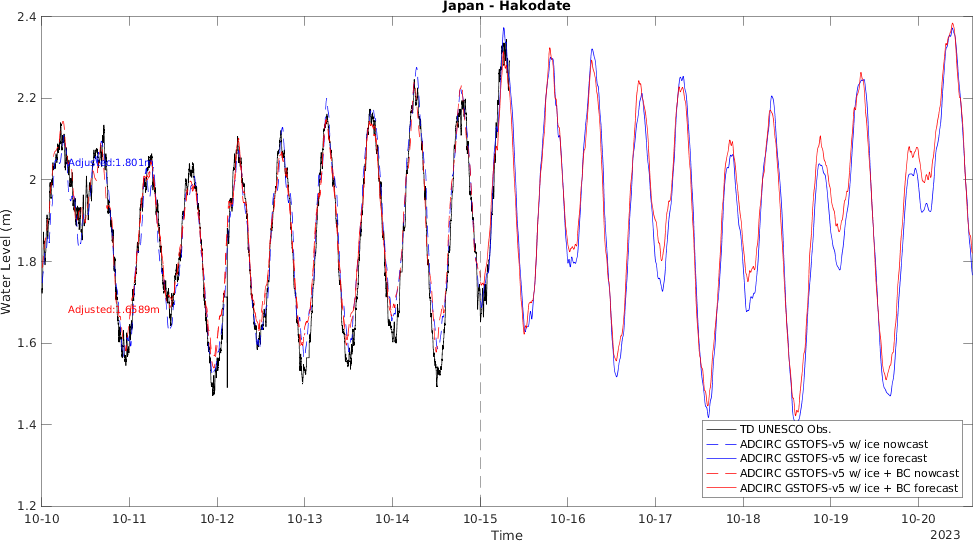 Japan - Hakodate
2.4
2.2
2
1.8
1.6
1.4
1.2
Water Level (m)
Adjusted:1.801m
Adjusted:1.6589m
TD UNESCO Obs.
ADCIRC GSTOFS-v5 w/ ice nowcast
ADCIRC GSTOFS-v5 w/ ice forecast
ADCIRC GSTOFS-v5 w/ ice + BC nowcast
ADCIRC GSTOFS-v5 w/ ice + BC forecast
10-10 10-11 10-12 10-13 10-14 10-15 10-16 10-17 10-18 10-19 10-20
Time
2023